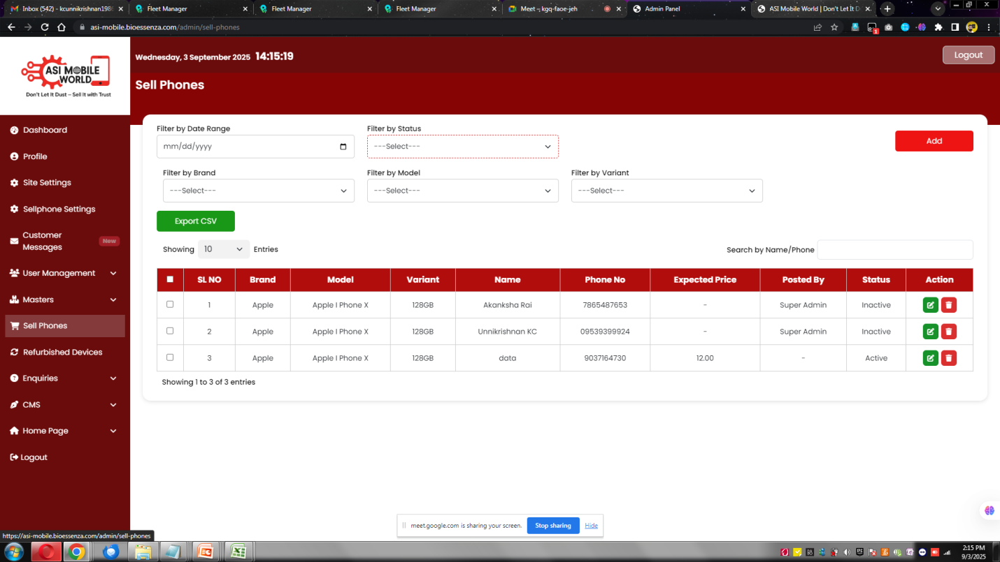 Inbox (542) - kcunnikrishnan198
Fleet Manager
Fleet Manager
Fleet Manager
Meet – kgq-faoe-jeh
Admin Panel
ASI Mobile World | Don't Let It D
asi-mobile.bioessenza.com/admin/sell-phones
1
ASI MOBILE
WORLD
Don't Let It Dust – Sell It with Trust
Wednesday, 3 September 2025 14:15:19
Logout
Sell Phones
Dashboard
Profile
Site Settings
Sellphone Settings
Customer
Messages
New
User Management
Masters
Sell Phones
Refurbished Devices
Enquiries
CMS
Home Page
Logout
Filter by Date Range
Filter by Status
mm/dd/yyyy
---Select---
Add
Filter by Brand
Filter by Model
Filter by Variant
---Select---
---Select---
---Select---
Export CSV
Showing 10 Entries
Search by Name/Phone
SL NO Brand Model Variant Name Phone No Expected Price Posted By Status Action
1 Apple Apple I Phone X 128GB Akanksha Rai 7865487653 - Super Admin Inactive
2 Apple Apple I Phone X 128GB Unnikrishnan KC 09539399924 - Super Admin Inactive
3 Apple Apple I Phone X 128GB data 9037164730 12.00 - Active
Showing 1 to 3 of 3 entries
meet.google.com is sharing your screen.
Stop sharing
Hide
https://asi-mobile.bioessenza.com/admin/sell-phones
2:15 PM
9/3/2025